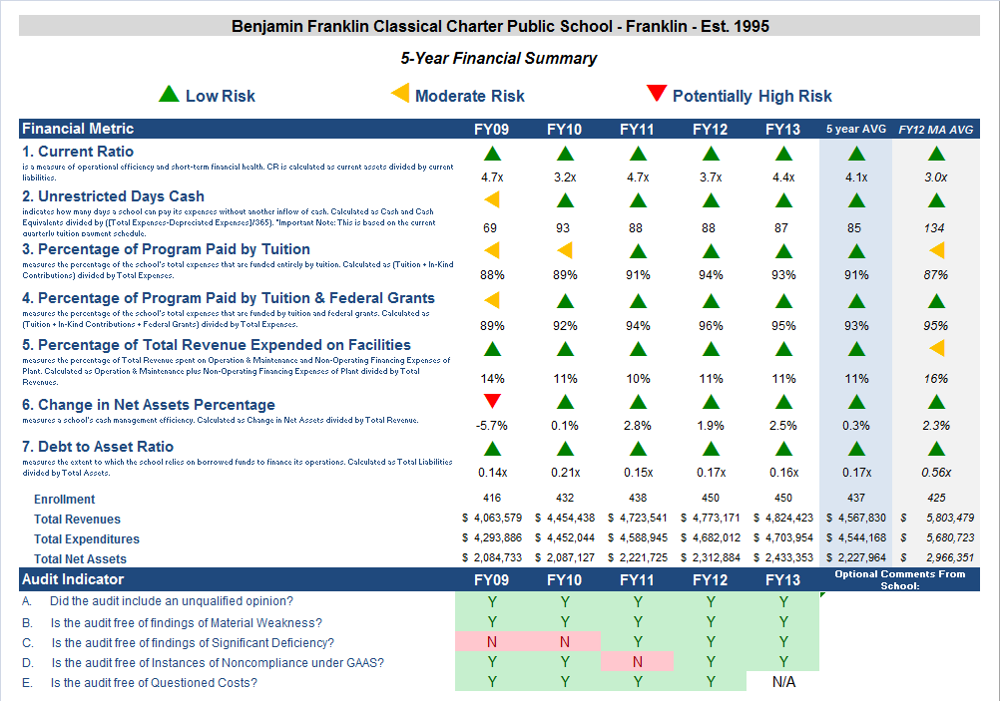 Benjamin Franklin Classical Charter Public School - Franklin - Est. 1995
5-Year Financial Summary
Low Risk Moderate Risk Potentially High Risk
Financial Metric FY09 FY10 FY11 FY12 FY13 5 year AVG FY12 MA AVG
1. Current Ratio
is a measure of operational efficiency and short-term financial health. CR is calculated as current assets divided by current
liabilities.
4.7x 3.2x 4.7x 3.7x 4.4x 4.1x 3.0x
2. Unrestricted Days Cash
indicates how many days a school can pay its expenses without another inflow of cash. Calculated as Cash and Cash
Equivalents divided by ([Total Expenses-Depreciated Expenses]/365). *Important Note: This is based on the current
quarterly tuition payment schedule.
69 93 88 88 87 85 134
3. Percentage of Program Paid by Tuition
measures the percentage of the school's total expenses that are funded entirely by tuition. Calculated as (Tuition + In-Kind
Contributions) divided by Total Expenses.
88% 89% 91% 94% 93% 91% 87%
4. Percentage of Program Paid by Tuition & Federal Grants
measures the percentage of the school's total expenses that are funded by tuition and federal grants. Calculated as
(Tuition + In-Kind Contributions + Federal Grants) divided by Total Expenses.
89% 92% 94% 96% 95% 93% 95%
5. Percentage of Total Revenue Expended on Facilities
measures the percentage of Total Revenue spent on Operation & Maintenance and Non-Operating Financing Expenses of
Plant. Calculated as Operation & Maintenance plus Non-Operating Financing Expenses of Plant divided by Total
Revenues.
14% 11% 10% 11% 11% 11% 16%
6. Change in Net Assets Percentage
measures a school's cash management efficiency. Calculated as Change in Net Assets divided by Total Revenue.
-5.7% 0.1% 2.8% 1.9% 2.5% 0.3% 2.3%
7. Debt to Asset Ratio
measures the extent to which the school relies on borrowed funds to finance its operations. Calculated as Total Liabilities
divided by Total Assets.
0.14x 0.21x 0.15x 0.17x 0.16x 0.17x 0.56x
Enrollment 416 432 438 450 450 437 425
Total Revenues $ 4,063,579 $ 4,454,438 $ 4,723,541 $ 4,773,171 $ 4,824,423 $ 4,567,830 $ 5,803,479
Total Expenditures $ 4,293,886 $ 4,452,044 $ 4,588,945 $ 4,682,012 $ 4,703,954 $ 4,544,168 $ 5,680,723
Total Net Assets $ 2,084,733 $ 2,087,127 $ 2,221,725 $ 2,312,884 $ 2,433,353 $ 2,227,964 $ 2,966,351
Audit Indicator FY09 FY10 FY11 FY12 FY13 Optional Comments From
School:
A. Did the audit include an unqualified opinion? Y Y Y Y Y
B. Is the audit free of findings of Material Weakness? Y Y Y Y Y
C. Is the audit free of findings of Significant Deficiency? N N Y Y Y
D. Is the audit free of Instances of Noncompliance under GAAS? Y Y N Y Y
E. Is the audit free of Questioned Costs? Y Y Y Y N/A